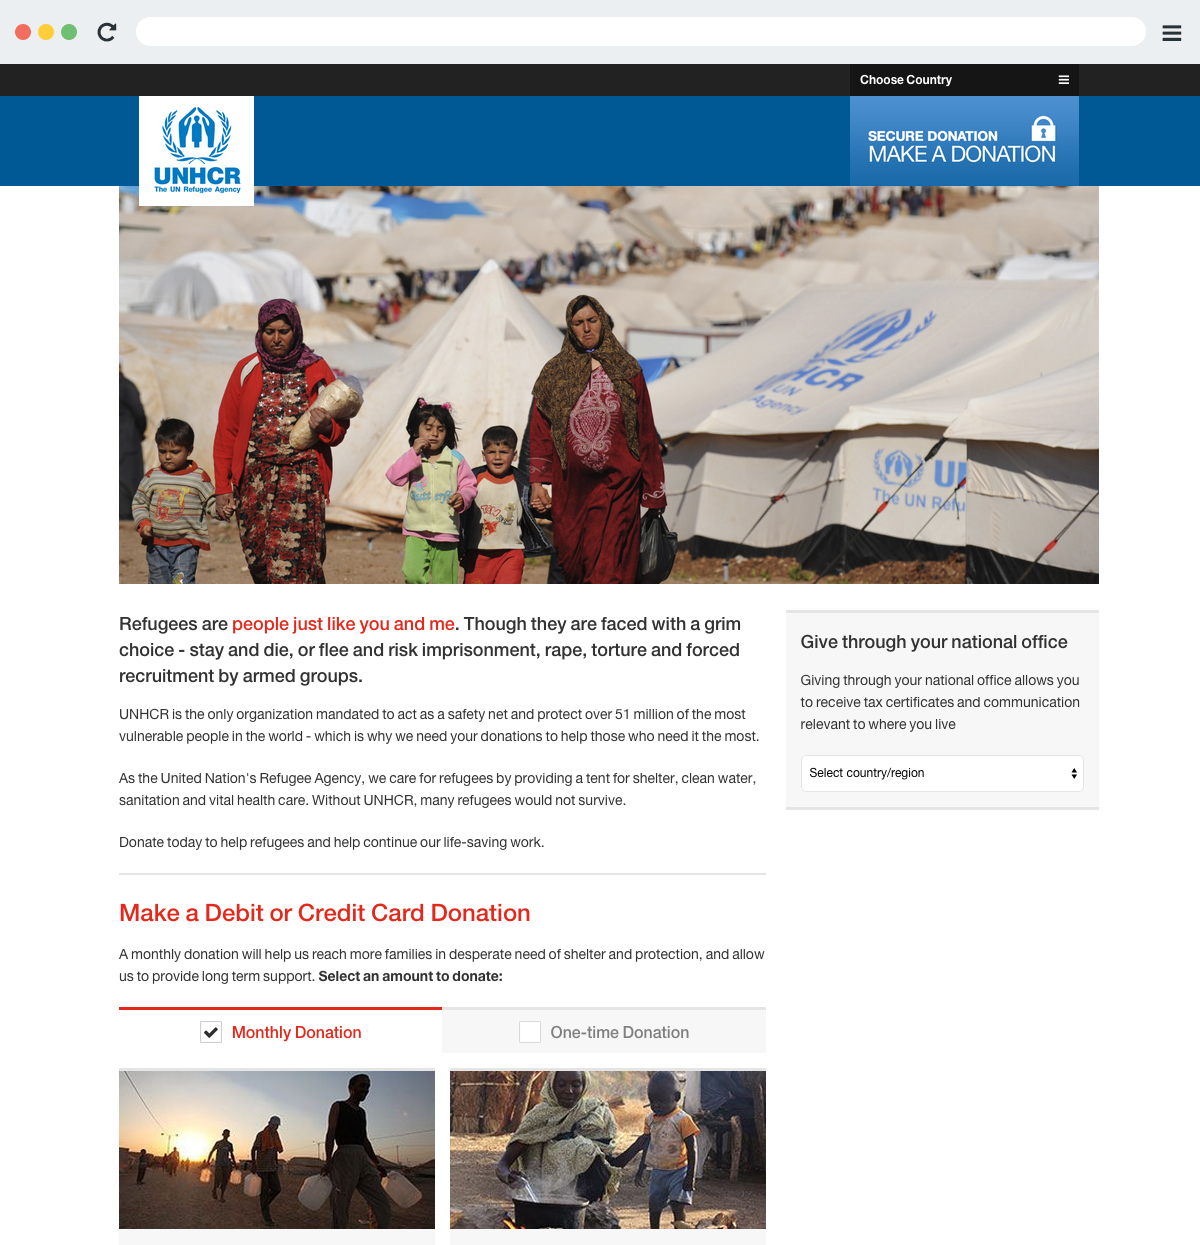 Choose Country
UNHCR
The UN Refugee Agency
SECURE DONATION
MAKE A DONATION
HCR
UN
Agency
The UN Refu
Refugees are people just like you and me. Though they are faced with a grim
choice - stay and die, or flee and risk imprisonment, rape, torture and forced
recruitment by armed groups.
UNHCR is the only organization mandated to act as a safety net and protect over 51 million of the most
vulnerable people in the world - which is why we need your donations to help those who need it the most.
As the United Nation's Refugee Agency, we care for refugees by providing a tent for shelter, clean water,
sanitation and vital health care. Without UNHCR, many refugees would not survive.
Donate today to help refugees and help continue our life-saving work.
Give through your national office
Giving through your national office allows you
to receive tax certificates and communication
relevant to where you live
Select country/region
Make a Debit or Credit Card Donation
A monthly donation will help us reach more families in desperate need of shelter and protection, and allow
us to provide long term support. Select an amount to donate:
Monthly Donation
One-time Donation